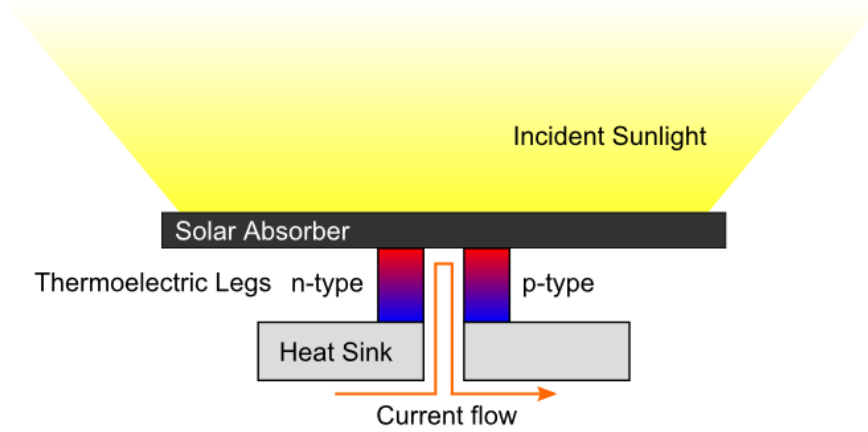 Incident Sunlight
Solar Absorber
Thermoelectric Legs n-type p-type
Heat Sink
Current flow